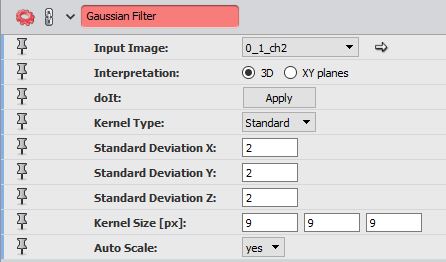 Gaussian Filter
Input Image: 0_1_ch2
Interpretation: 3D XY planes
doIt: Apply
Kernel Type: Standard
Standard Deviation X: 2
Standard Deviation Y: 2
Standard Deviation Z: 2
Kernel Size [px]: 9 9 9
Auto Scale: yes